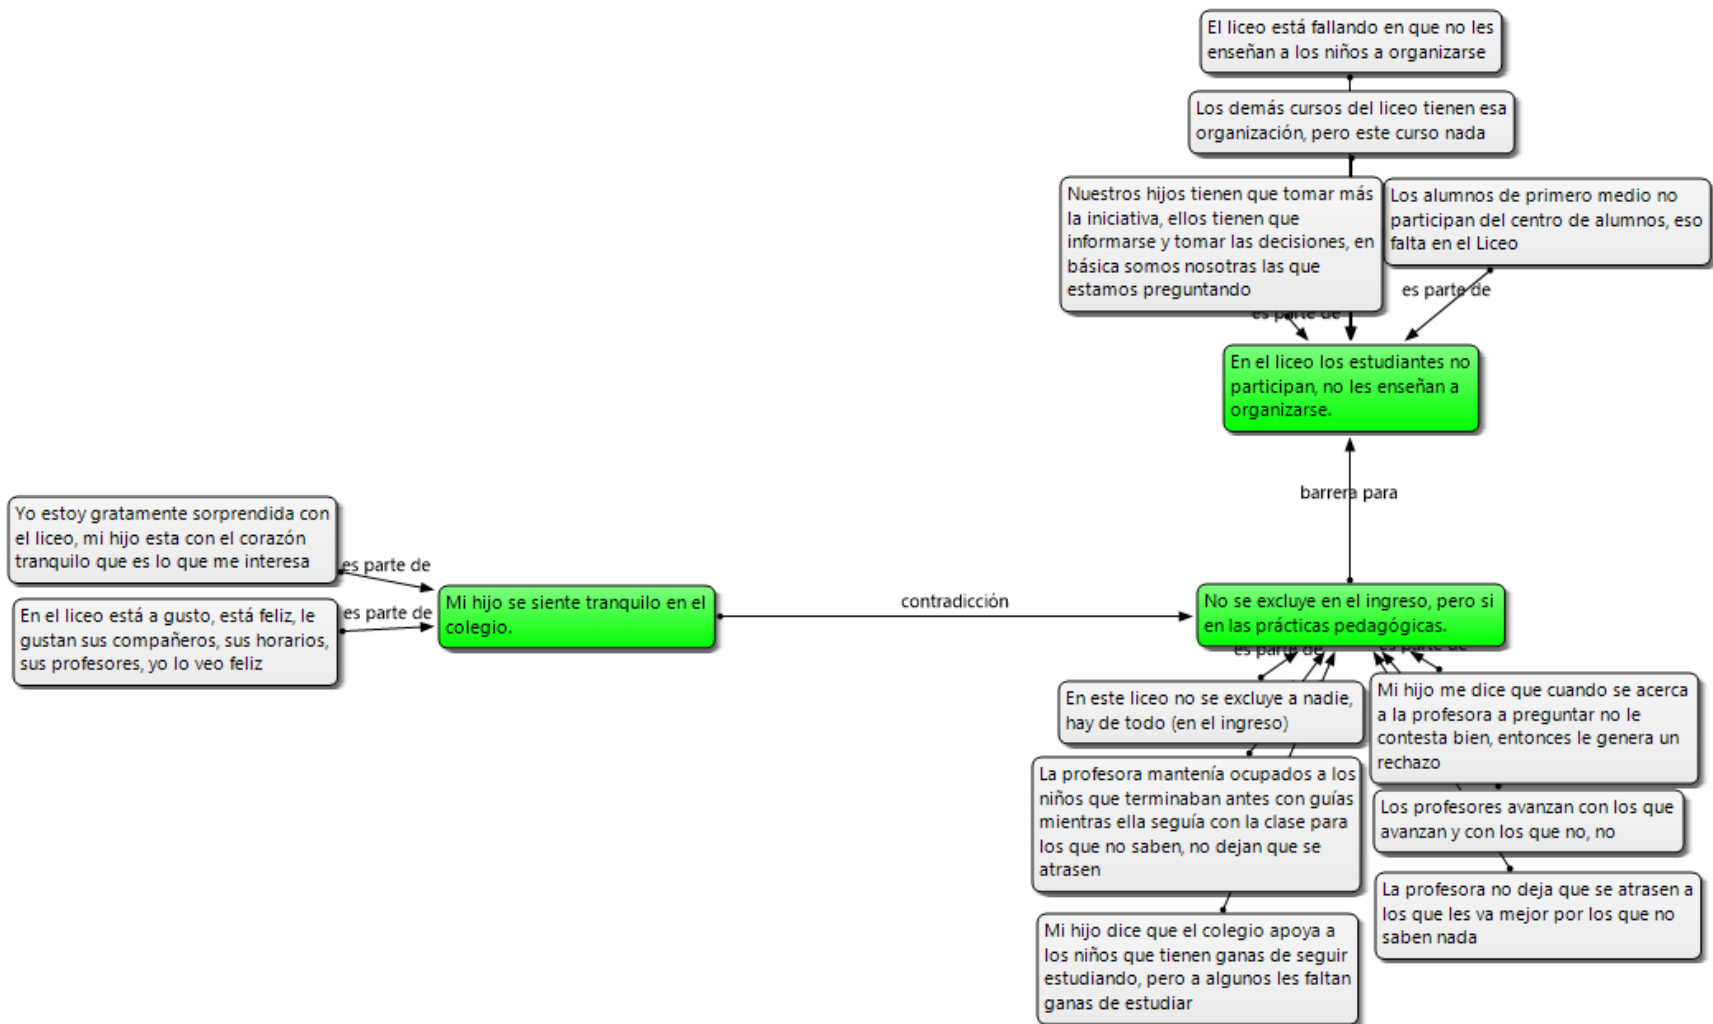 El liceo está fallando en que no les
enseñan a los niños a organizarse
Los demás cursos del liceo tienen esa
organización, pero este curso nada
Nuestros hijos tienen que tomar más
la iniciativa, ellos tienen que
informarse y tomar las decisiones, en
básica somos nosotras las que
estamos preguntando
Los alumnos de primero medio no
participan del centro de alumnos, eso
falta en el Liceo
es parte de
es parte de
En el liceo los estudiantes no
participan, no les enseñan a
organizarse.
barrera para
Yo estoy gratamente sorprendida con
el liceo, mi hijo esta con el corazón
tranquilo que es lo que me interesa
es parte de
En el liceo está a gusto, está feliz, le
gustan sus compañeros, sus horarios,
sus profesores, yo lo veo feliz
es parte de
Mi hijo se siente tranquilo en el
colegio.
contradicción
No se excluye en el ingreso, pero si
en las prácticas pedagógicas.
es parte de
es parte de
En este liceo no se excluye a nadie,
hay de todo (en el ingreso)
La profesora mantenía ocupados a los
niños que terminaban antes con guías
mientras ella seguía con la clase para
los que no saben, no dejan que se
atrasen
Mi hijo dice que el colegio apoya a
los niños que tienen ganas de seguir
estudiando, pero a algunos les faltan
ganas de estudiar
Mi hijo me dice que cuando se acerca
a la profesora a preguntar no le
contesta bien, entonces le genera un
rechazo
Los profesores avanzan con los que
avanzan y con los que no, no
La profesora no deja que se atrasen a
los que les va mejor por los que no
saben nada